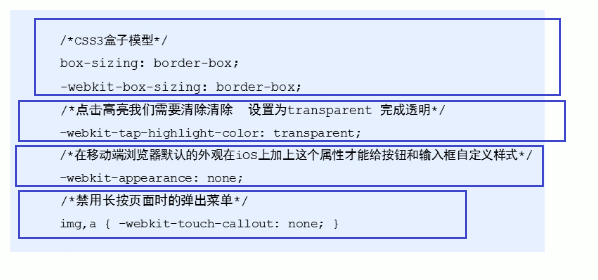 /*CSS3盒子模型*/
box-sizing: border-box;
-webkit-box-sizing: border-box;
/*点击高亮我们需要清除清除 设置为transparent 完成透明*/
-webkit-tap-highlight-color: transparent;
/*在移动端浏览器默认的外观在iOS上加上这个属性才能给按钮和输入框自定义样式*/
-webkit-appearance: none;
/*禁用长按页面时的弹出菜单*/
img,a { -webkit-touch-callout: none; }